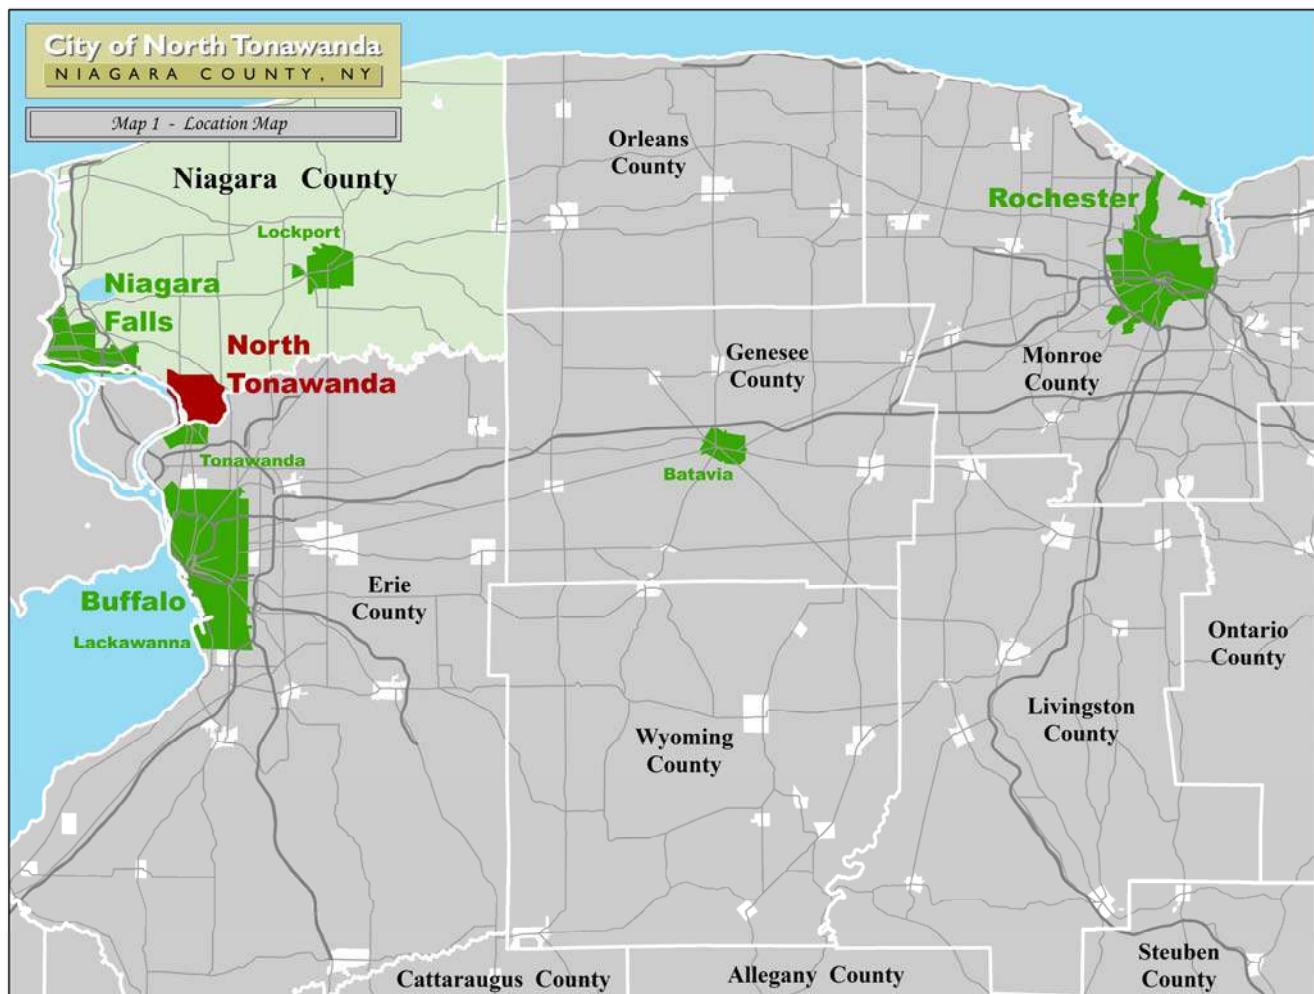 City of North Tonawanda
NIAGARA COUNTY, NY
Map 1 - Location Map
Niagara County
Orleans
County
Rochester
Lockport
Niagara
Falls
North
Tonawanda
Genesee
County
Monroe
County
Tonawanda
Batavia
Erie
County
Buffalo
Lackawanna
Ontario
County
Livingston
County
Wyoming
County
Cattaraugus County
Allegany County
Steuben
County